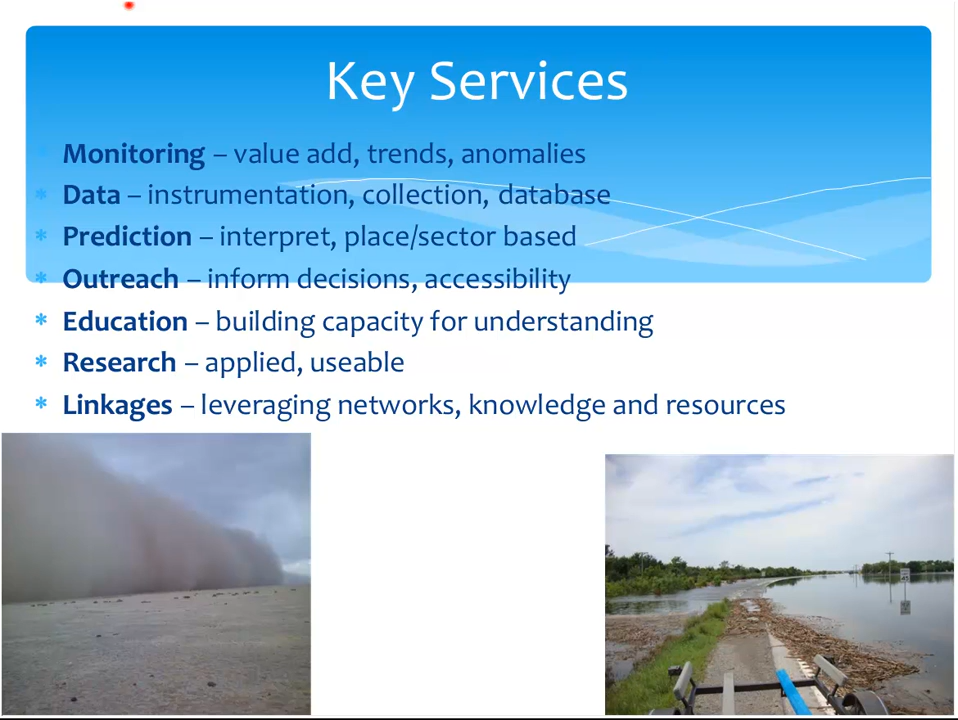 Key Services
Monitoring – value add, trends, anomalies
Data – instrumentation, collection, database
Prediction – interpret, place/sector based
Outreach – inform decisions, accessibility
Education – building capacity for understanding
Research – applied, useable
Linkages – leveraging networks, knowledge and resources